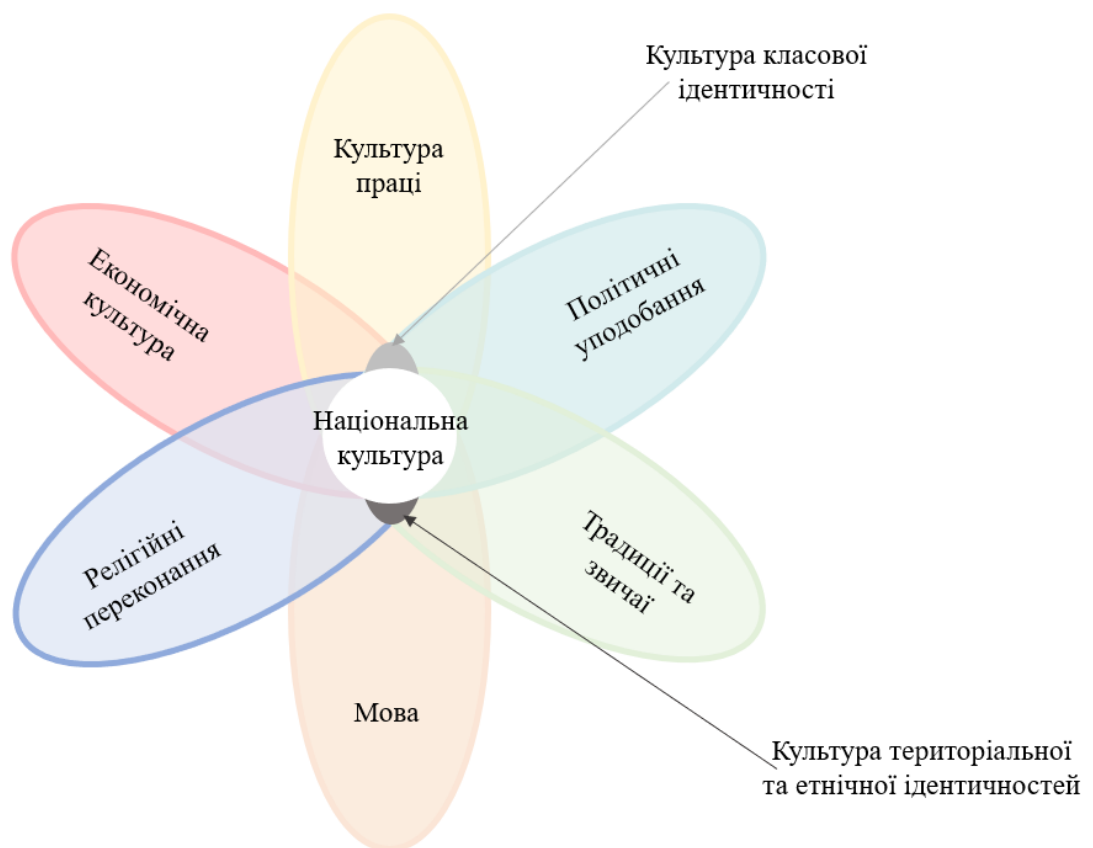 Культура класової
ідентичності
Культура
праці
Економічна
культура
Політичні
уподобання
Національна
культура
Релігійні
переконання
Традиції та
звичаї
Мова
Культура територіальної
та етнічної ідентичностей